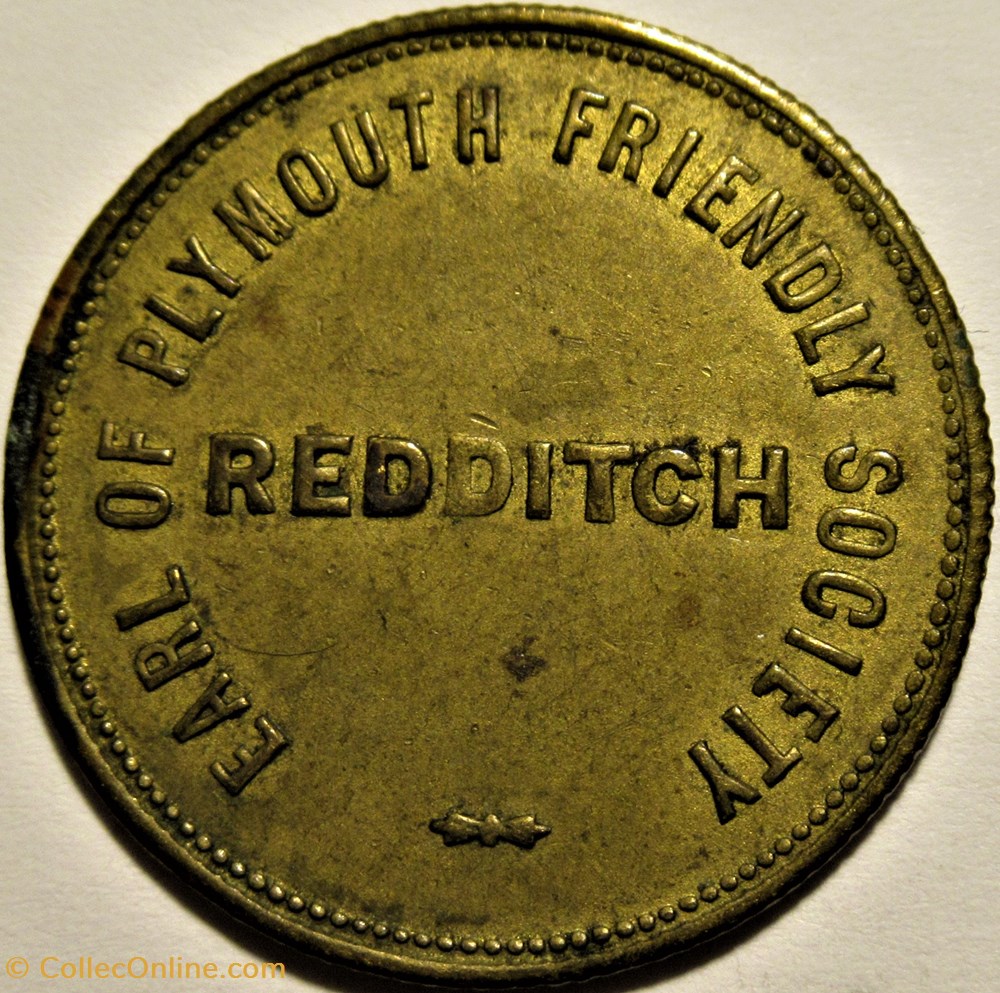 EARL OF PLYMOUTH FRIENDLY SOCIETY
REDDITCH
© CollecOnline.com